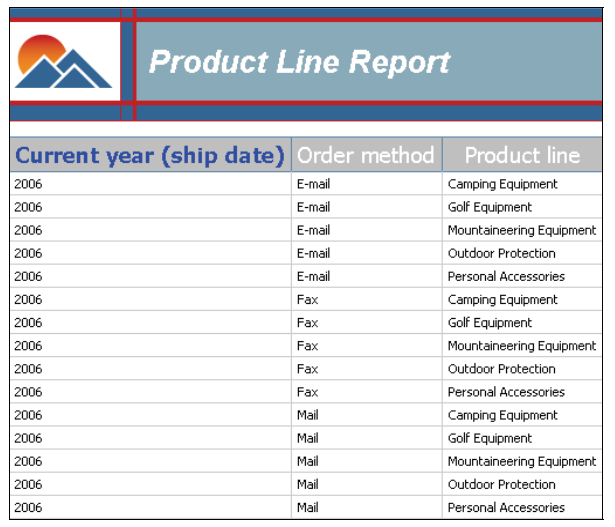 Product Line Report
Current year (ship date) Order method Product line
2006 E-mail Camping Equipment
2006 E-mail Golf Equipment
2006 E-mail Mountaineering Equipment
2006 E-mail Outdoor Protection
2006 E-mail Personal Accessories
2006 Fax Camping Equipment
2006 Fax Golf Equipment
2006 Fax Mountaineering Equipment
2006 Fax Outdoor Protection
2006 Fax Personal Accessories
2006 Mail Camping Equipment
2006 Mail Golf Equipment
2006 Mail Mountaineering Equipment
2006 Mail Outdoor Protection
2006 Mail Personal Accessories